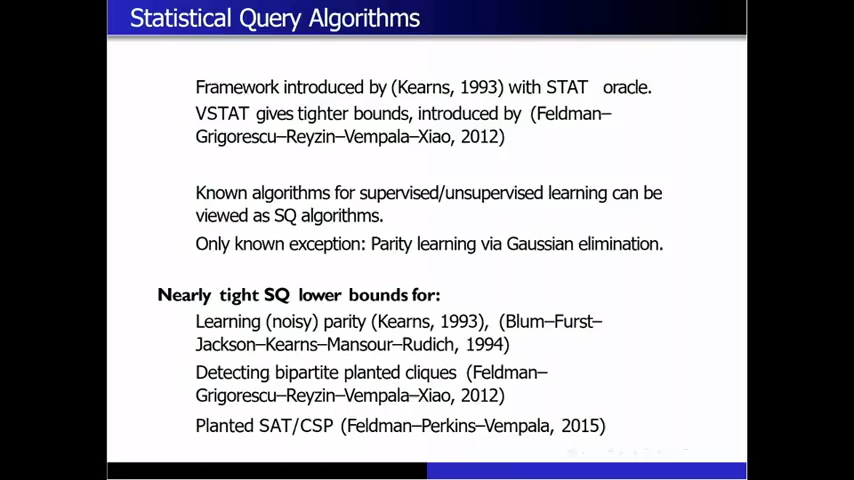 Statistical Query Algorithms
Framework introduced by (Kearns, 1993) with STAT oracle.
VSTAT gives tighter bounds, introduced by (Feldman–
Grigorescu–Reyzin–Vempala–Xiao, 2012)
Known algorithms for supervised/unsupervised learning can be
viewed as SQ algorithms.
Only known exception: Parity learning via Gaussian elimination.
Nearly tight SQ lower bounds for:
Learning (noisy) parity (Kearns, 1993), (Blum–Furst–
Jackson–Kearns–Mansour–Rudich, 1994)
Detecting bipartite planted cliques (Feldman–
Grigorescu–Reyzin–Vempala–Xiao, 2012)
Planted SAT/CSP (Feldman–Perkins–Vempala, 2015)